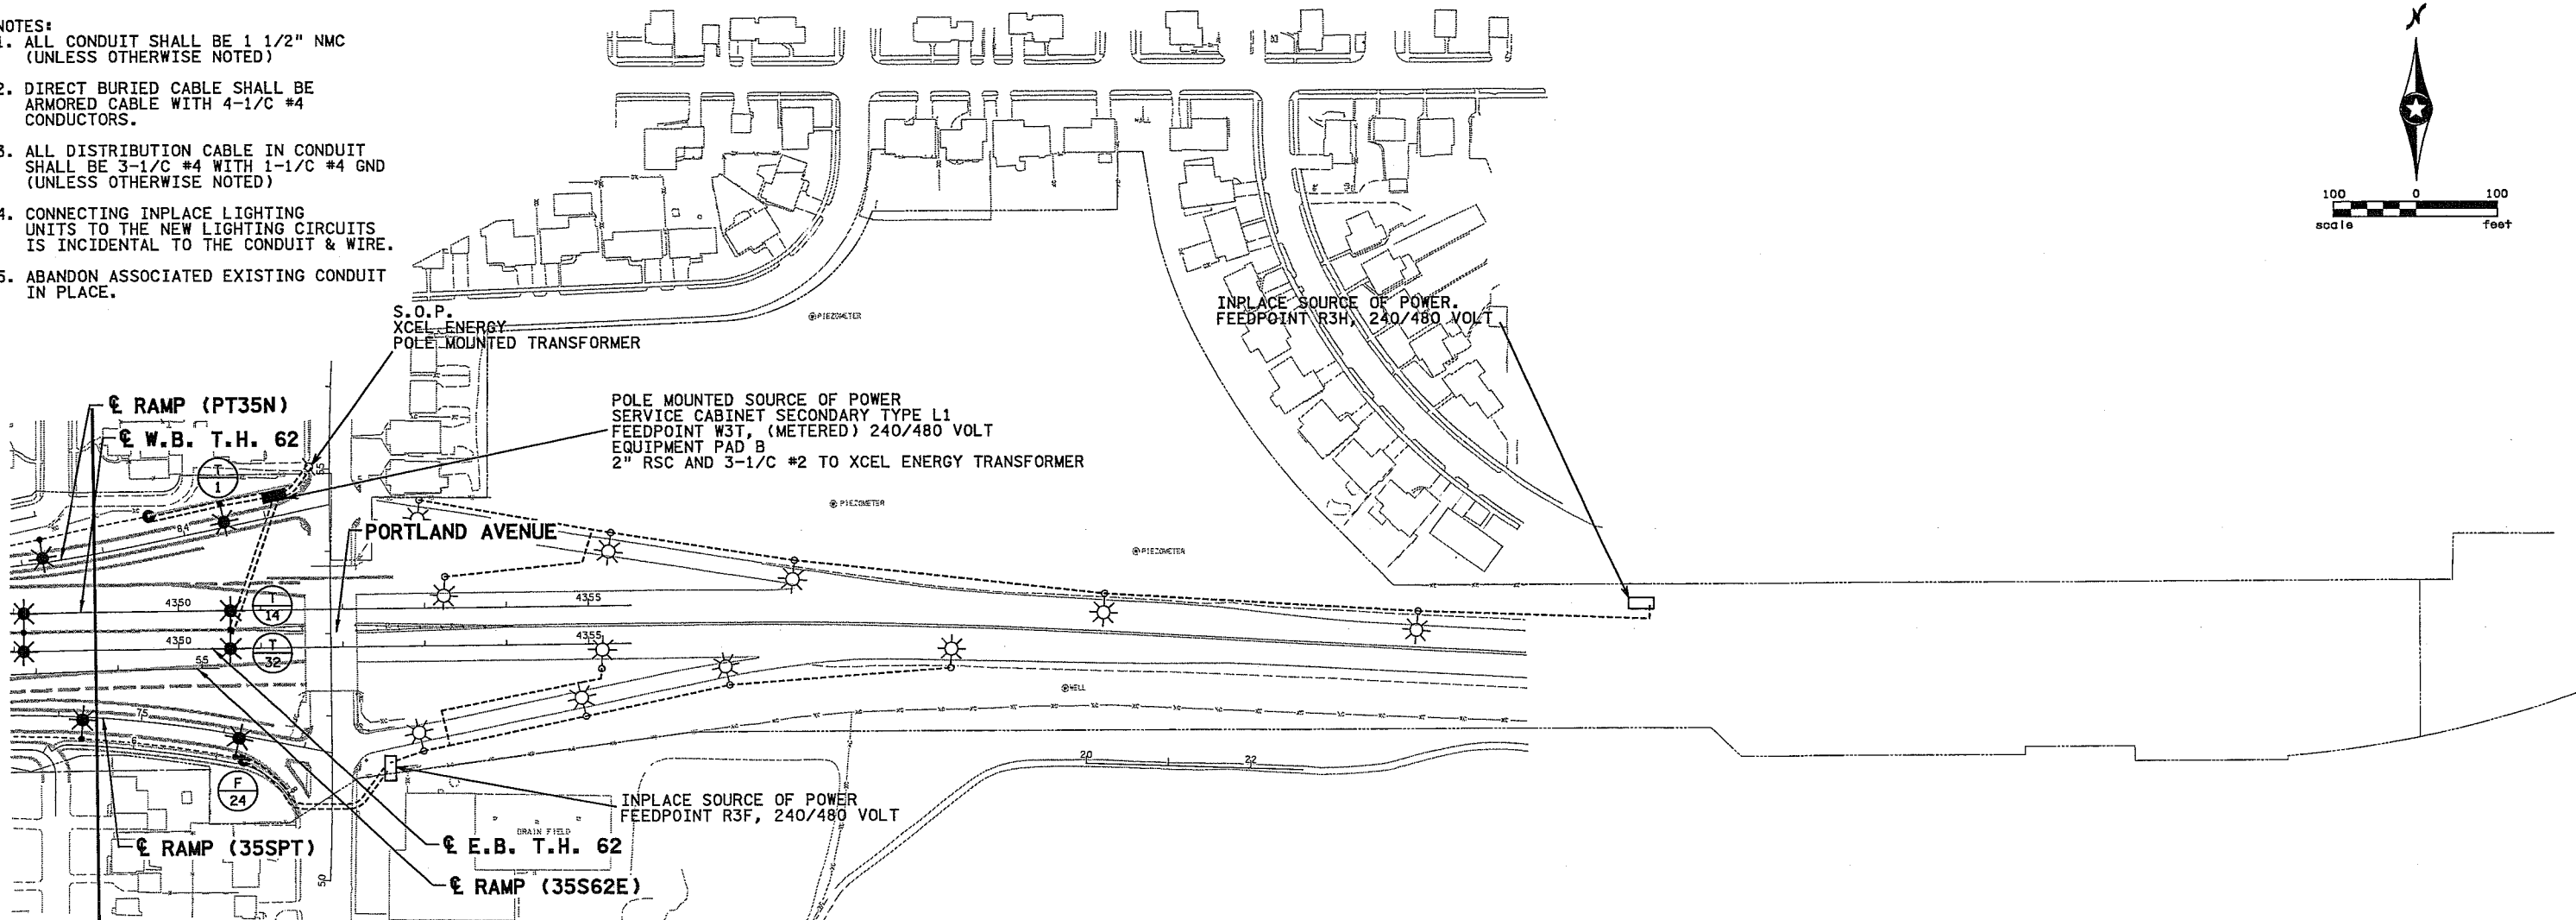 NOTES:
1. ALL CONDUIT SHALL BE 1 1/2" NMC
(UNLESS OTHERWISE NOTED)
2. DIRECT BURIED CABLE SHALL BE
ARMORED CABLE WITH 4-1/C #4
CONDUCTORS.
3. ALL DISTRIBUTION CABLE IN CONDUIT
SHALL BE 3-1/C #4 WITH 1-1/C #4 GND
(UNLESS OTHERWISE NOTED)
4. CONNECTING INPLACE LIGHTING
UNITS TO THE NEW LIGHTING CIRCUITS
IS INCIDENTAL TO THE CONDUIT & WIRE.
5. ABANDON ASSOCIATED EXISTING CONDUIT
IN PLACE.
N
100 0 100
scale feet
WALL
S.O.P.
XCEL ENERGY
POLE MOUNTED TRANSFORMER
PIEZOMETER
INPLACE SOURCE OF POWER.
FEEDPOINT R3H, 240/480 VOLT
℄ RAMP (PT35N)
℄ W.B. T.H. 62
POLE MOUNTED SOURCE OF POWER
SERVICE CABINET SECONDARY TYPE L1
FEEDPOINT W3T, (METERED) 240/480 VOLT
EQUIPMENT PAD B
2" RSC AND 3-1/C #2 TO XCEL ENERGY TRANSFORMER
T
1
55
84
PIEZOMETER
PORTLAND AVENUE
PIEZOMETER
4350
T
14
4355
4350
T
32
4355
55
WELL
75
F
24
20
22
INPLACE SOURCE OF POWER
FEEDPOINT R3F, 240/480 VOLT
DRAIN FIELD
℄ RAMP (35SPT)
℄ E.B. T.H. 62
50
℄ RAMP (35S62E)